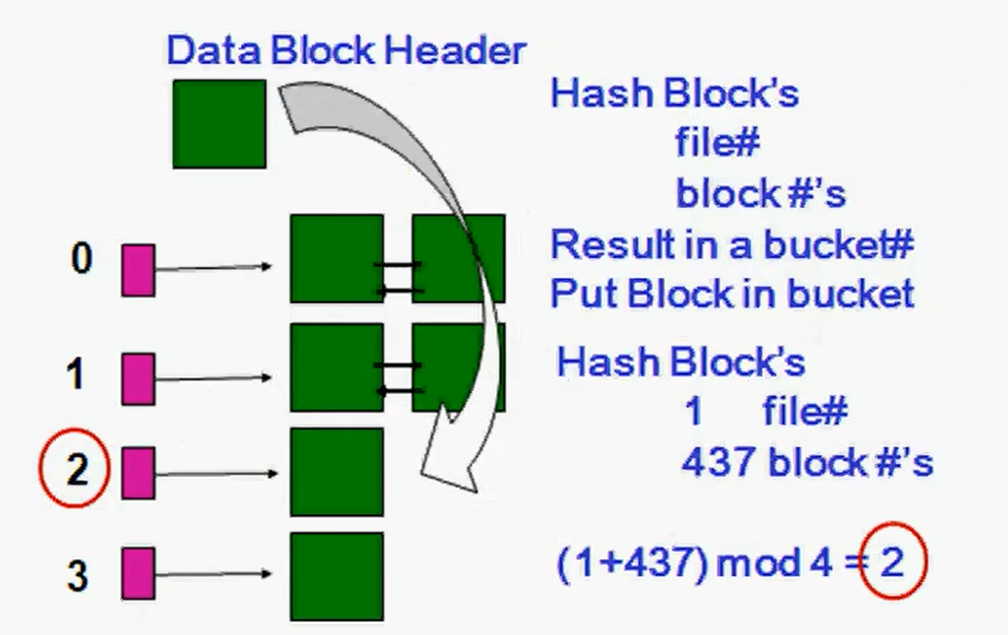 Data Block Header
Hash Block's
file#
block #'s
Result in a bucket#
Put Block in bucket
0
1
2
3
Hash Block's
1 file#
437 block #'s
(1+437) mod 4 = 2